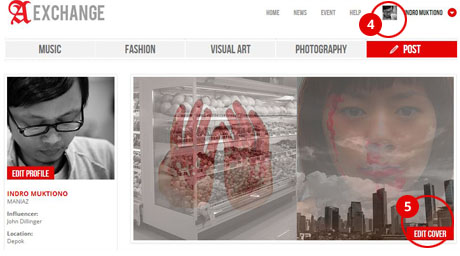 A EXCHANGE
HOME NEWS EVENT HELP INDRO MUKTIONO
4
MUSIC FASHION VISUAL ART PHOTOGRAPHY POST
EDIT PROFILE
INDRO MUKTIONO
MANIAZ
Influencer:
John Dillinger
Location:
Depok
5
EDIT COVER